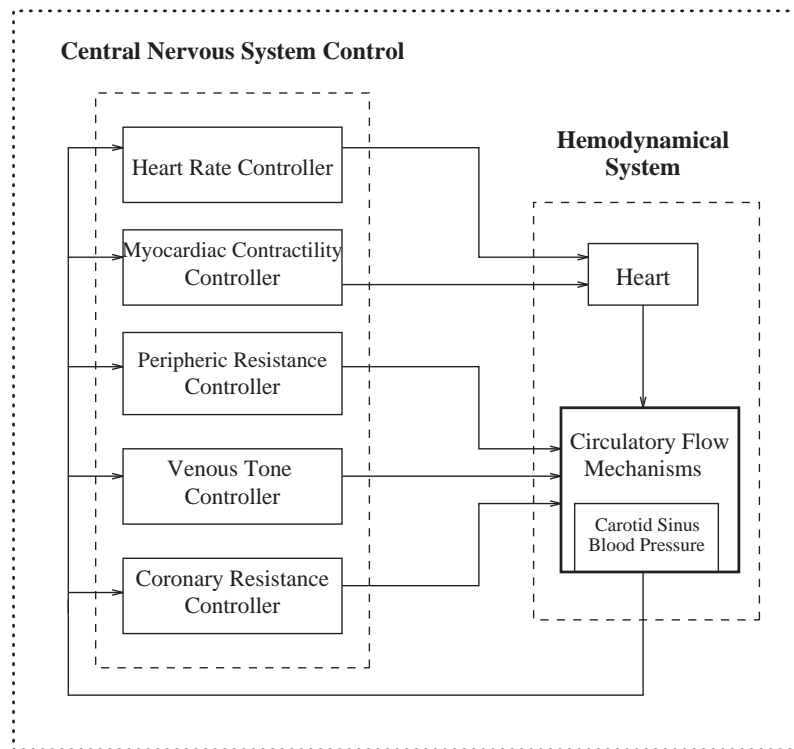 Central Nervous System Control
Heart Rate Controller
Myocardiac Contractility
Controller
Peripheric Resistance
Controller
Venous Tone
Controller
Coronary Resistance
Controller
Hemodynamical
System
Heart
Circulatory Flow
Mechanisms
Carotid Sinus
Blood Pressure